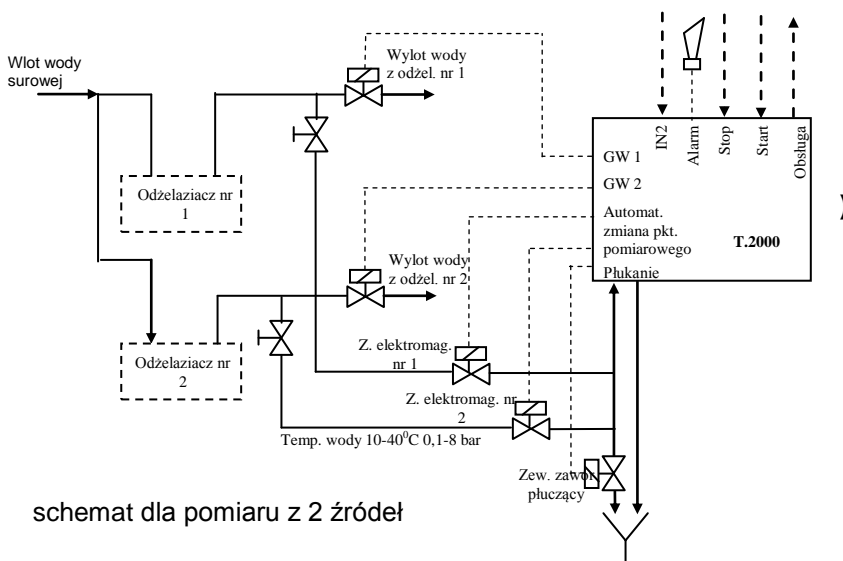 Wlot wody
surowej
Wylot wody
z odżel. nr 1
IN2
Alarm
Stop
Start
Obsługa
GW 1
GW 2
Automat.
zmiana pkt.
pomiarowego
Płukanie
T.2000
)
Odżelaziacz nr
1
Wylot wody
z odżel. nr 2
Odżelaziacz nr
2
Z. elektromag.
nr 1
Z. elektromag. nr
2
Temp. wody 10-40⁰C 0,1-8 bar
Zew. zawór
płuczący
schemat dla pomiaru z 2 źródeł